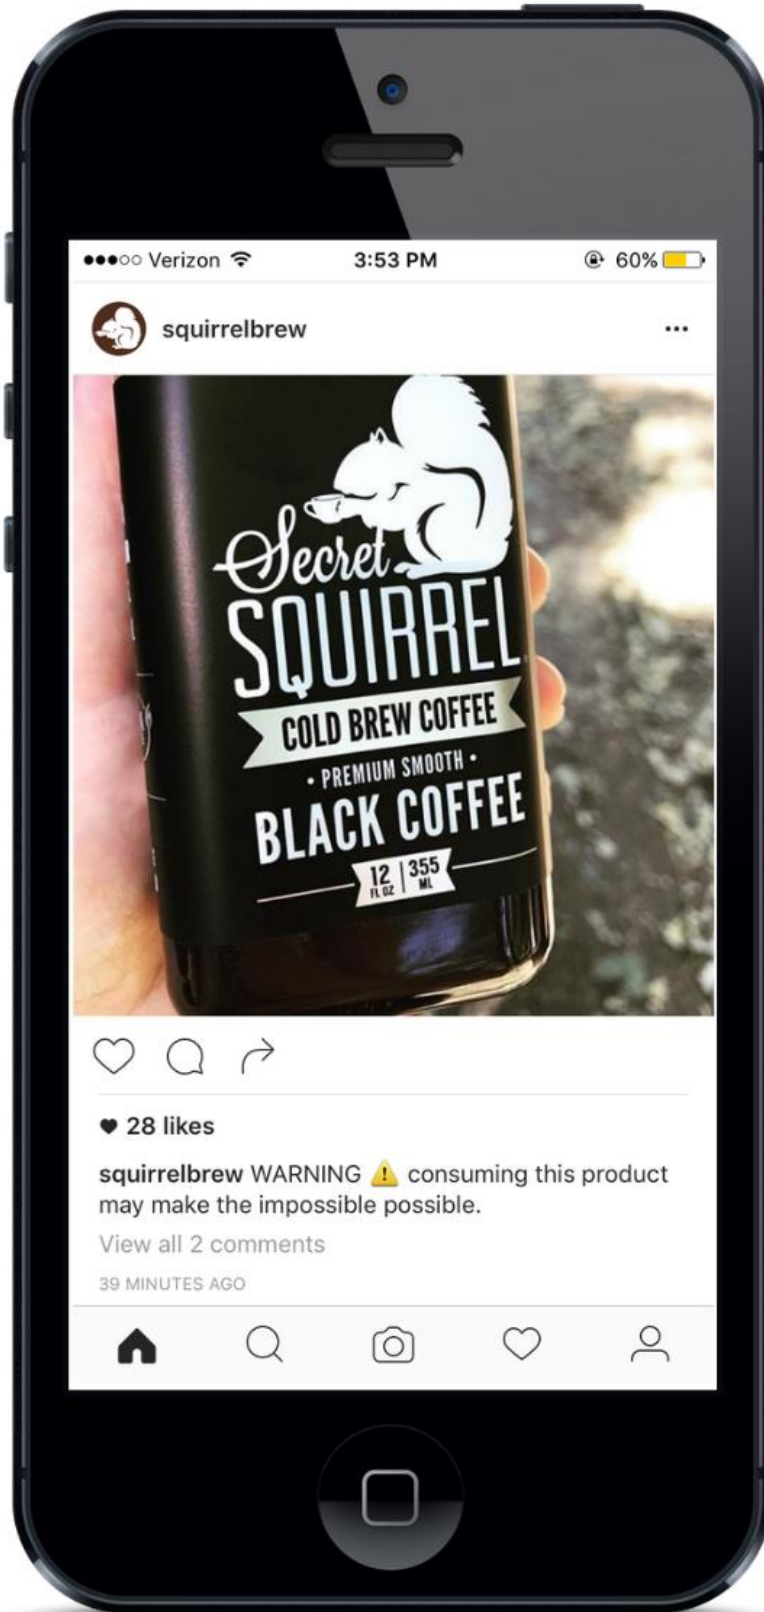 Verizon 3:53 PM 60%
squirrelbrew
Secret
SQUIRREL
COLD BREW COFFEE
• PREMIUM SMOOTH •
BLACK COFFEE
12 | 355
FL OZ ML
28 likes
squirrelbrew WARNING ⚠️ consuming this product
may make the impossible possible.
View all 2 comments
39 MINUTES AGO